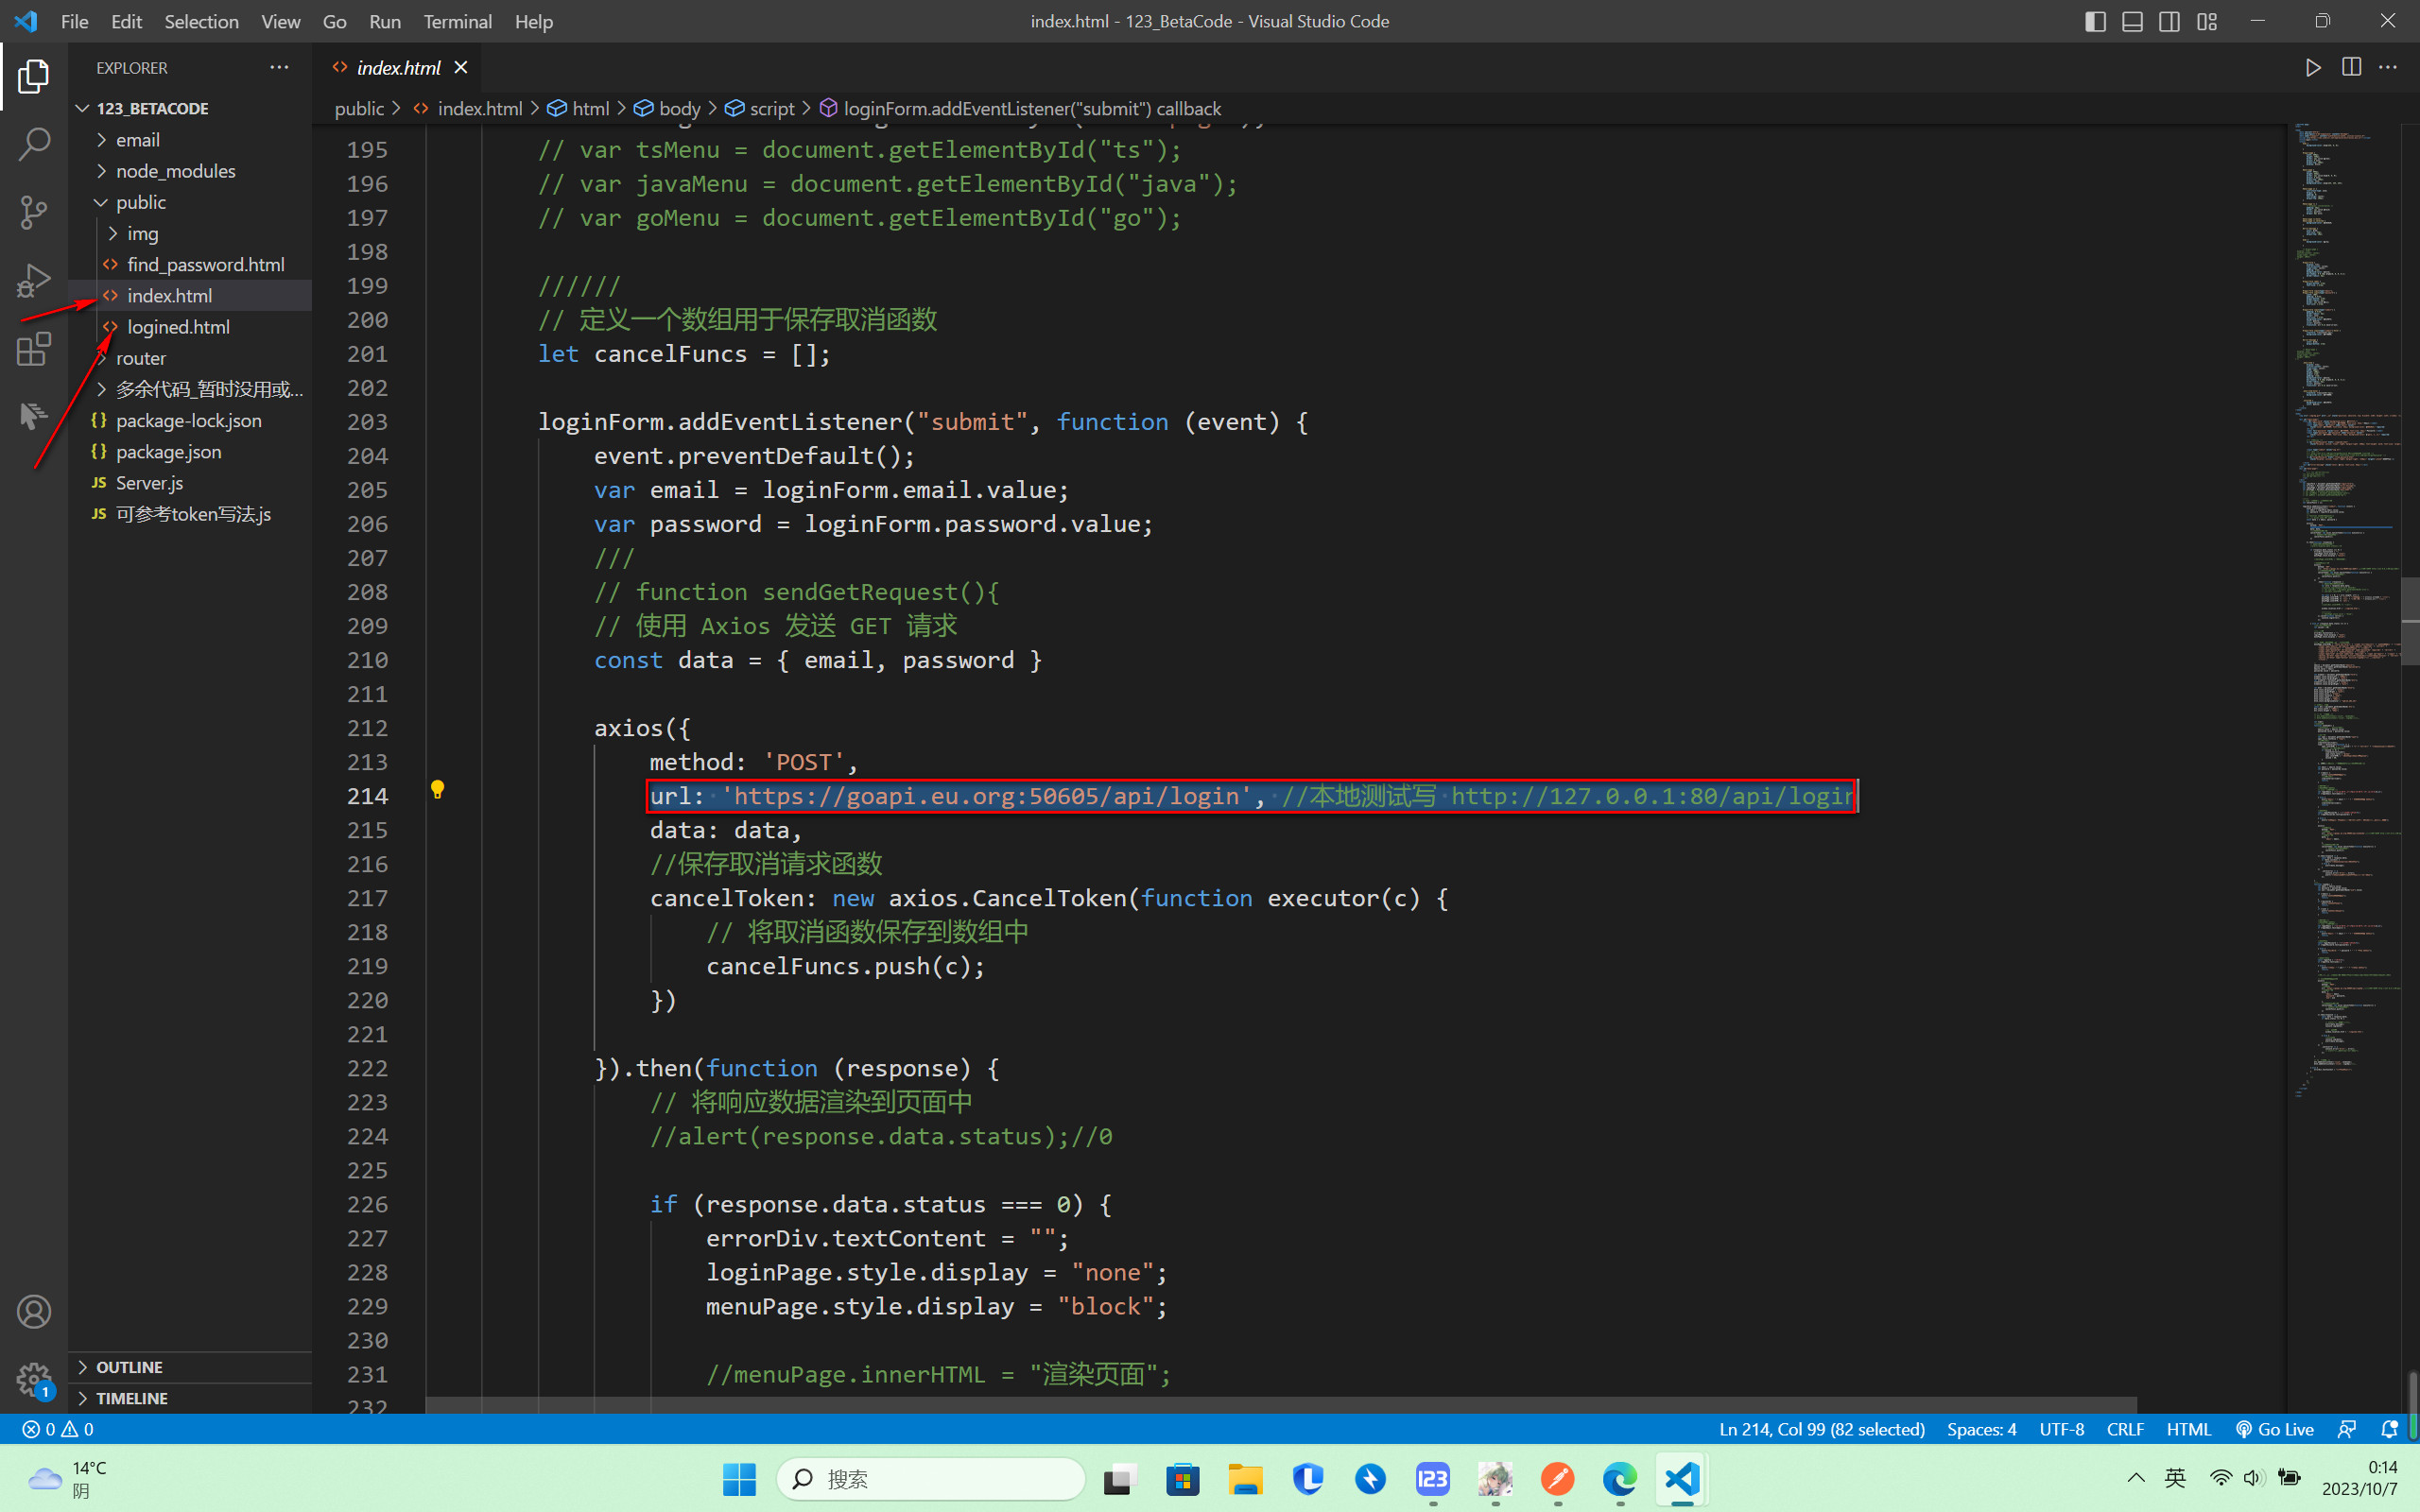 File Edit Selection View Go Run Terminal Help
index.html - 123_BetaCode - Visual Studio Code
EXPLORER
index.html
123_BETACODE
public > index.html > html > body > script > loginForm.addEventListener("submit") callback
email
node_modules
public
img
find_password.html
index.html
logined.html
router
多余代码_暂时没用或...
package-lock.json
package.json
JS Server.js
JS 可参考token写法.js
OUTLINE
TIMELINE
195 // var tsMenu = document.getElementById("ts");
196 // var javaMenu = document.getElementById("java");
197 // var goMenu = document.getElementById("go");
198
199 //////
200 // 定义一个数组用于保存取消函数
201 let cancelFuncs = [];
202
203 loginForm.addEventListener("submit", function (event) {
204 event.preventDefault();
205 var email = loginForm.email.value;
206 var password = loginForm.password.value;
207 ///
208 // function sendGetRequest(){
209 // 使用 Axios 发送 GET 请求
210 const data = { email, password }
211
212 axios({
213 method: 'POST',
214 url: 'https://goapi.eu.org:50605/api/login', //本地测试写 http://127.0.0.1:80/api/login
215 data: data,
216 //保存取消请求函数
217 cancelToken: new axios.CancelToken(function executor(c) {
218 // 将取消函数保存到数组中
219 cancelFuncs.push(c);
220 })
221
222 }).then(function (response) {
223 // 将响应数据渲染到页面中
224 //alert(response.data.status);//0
225
226 if (response.data.status === 0) {
227 errorDiv.textContent = "";
228 loginPage.style.display = "none";
229 menuPage.style.display = "block";
230
231 //menuPage.innerHTML = "渲染页面";
232
1
0 0
Ln 214, Col 99 (82 selected) Spaces: 4 UTF-8 CRLF HTML Go Live
14°C
阴
搜索
123
英
0:14
2023/10/7